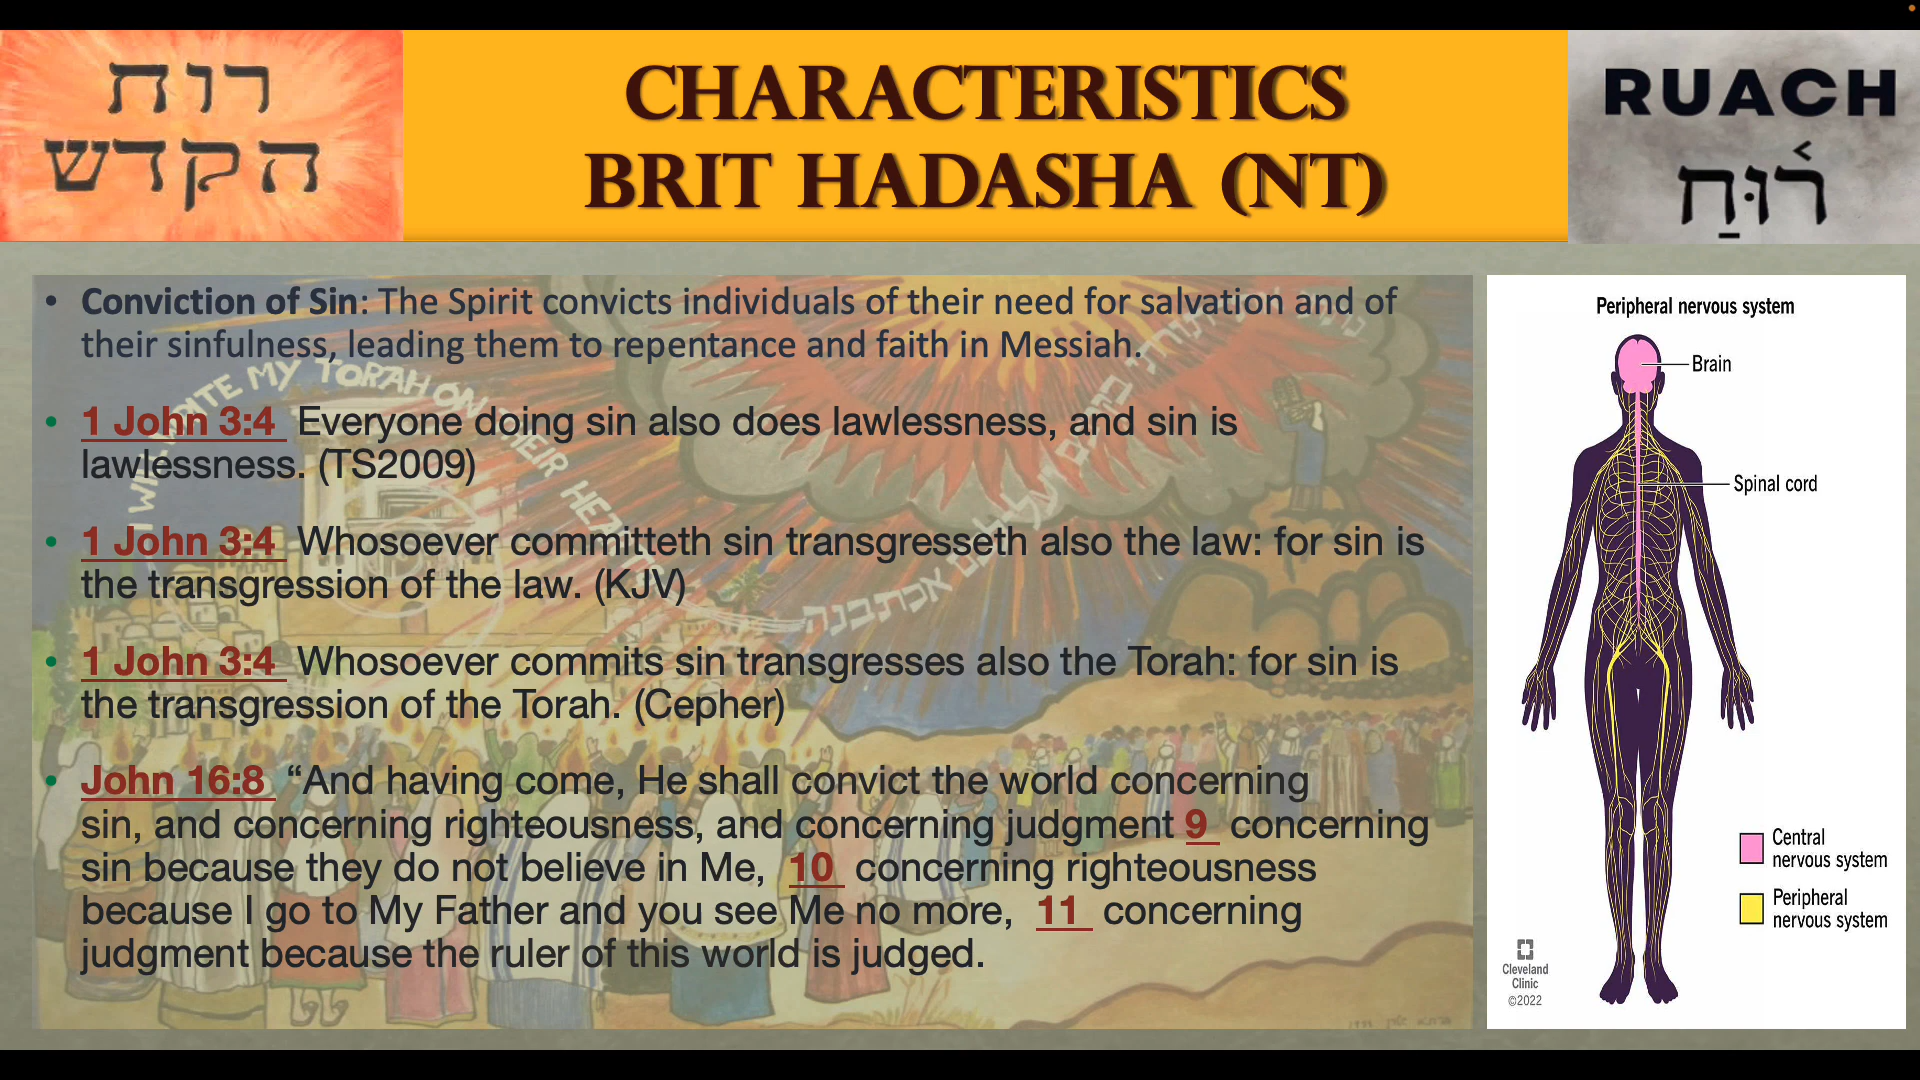 רוח
הקדש
CHARACTERISTICS
BRIT HADASHA (NT)
RUACH
ר֫וּחַ
• Conviction of Sin: The Spirit convicts individuals of their need for salvation and of
their sinfulness, leading them to repentance and faith in Messiah.
• 1 John 3:4 Everyone doing sin also does lawlessness, and sin is
lawlessness. (TS2009)
• 1 John 3:4 Whosoever committeth sin transgresseth also the law: for sin is
the transgression of the law. (KJV)
• 1 John 3:4 Whosoever commits sin transgresses also the Torah: for sin is
the transgression of the Torah. (Cepher)
• John 16:8 “And having come, He shall convict the world concerning
sin, and concerning righteousness, and concerning judgment 9 concerning
sin because they do not believe in Me, 10 concerning righteousness
because I go to My Father and you see Me no more, 11 concerning
judgment because the ruler of this world is judged.
I WILL WRITE MY TORAH ON THEIR HEARTS
אכתבנה
Peripheral nervous system
Brain
Spinal cord
Central
nervous system
Peripheral
nervous system
Cleveland
Clinic
©2022